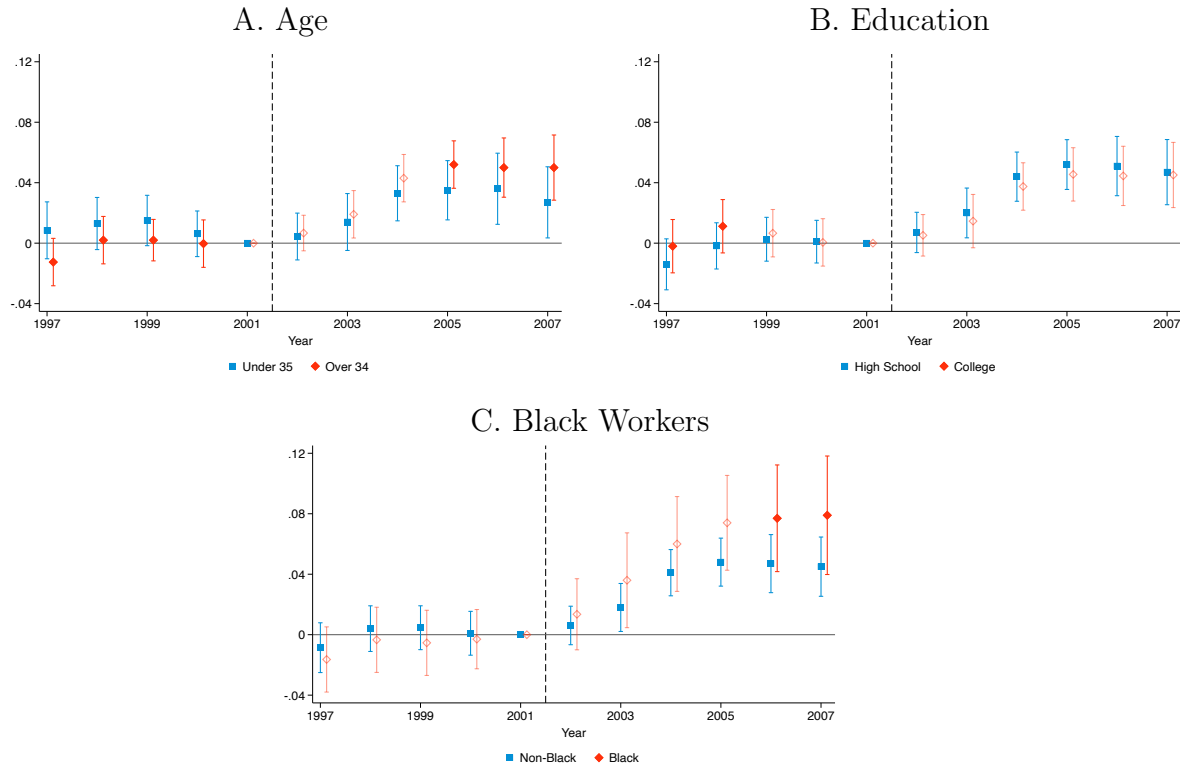 A. Age
.12
.08
.04
0
-.04
1997 1999 2001 2003 2005 2007
Year
Under 35 Over 34
B. Education
.12
.08
.04
0
-.04
1997 1999 2001 2003 2005 2007
Year
High School College
C. Black Workers
.12
.08
.04
0
-.04
1997 1999 2001 2003 2005 2007
Year
Non-Black Black